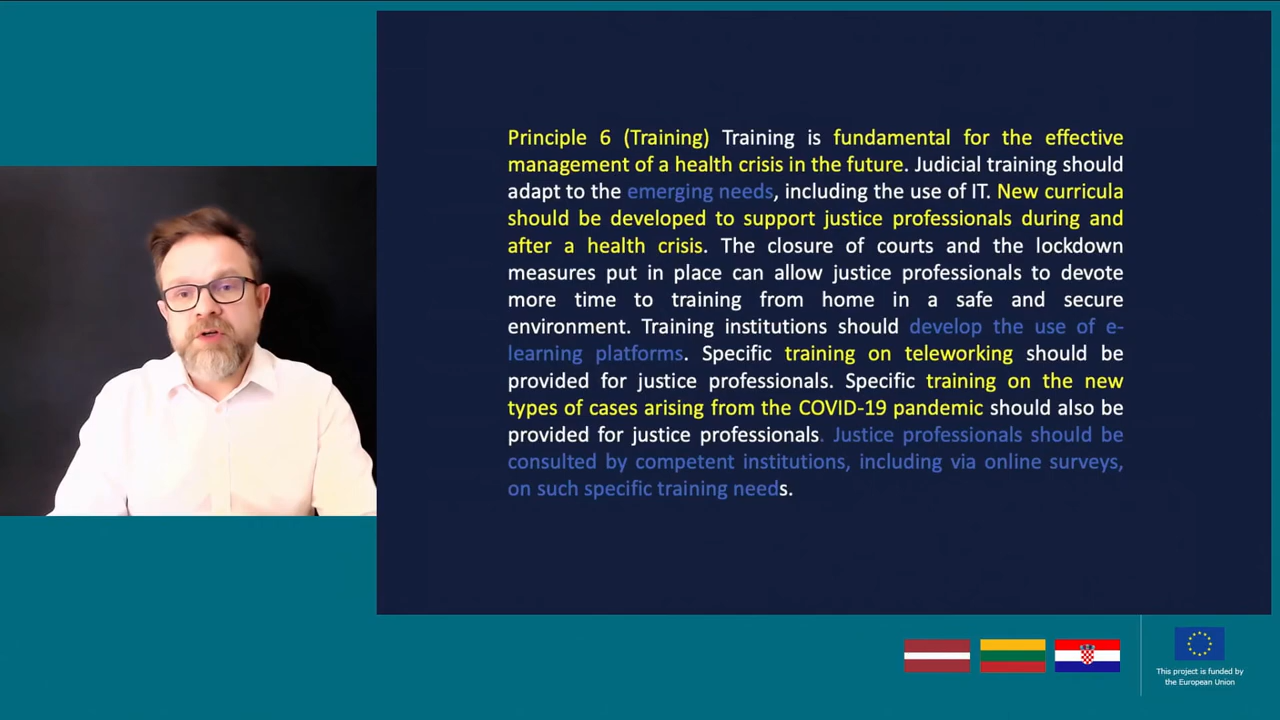 Principle 6 (Training) Training is fundamental for the effective
management of a health crisis in the future. Judicial training should
adapt to the emerging needs, including the use of IT. New curricula
should be developed to support justice professionals during and
after a health crisis. The closure of courts and the lockdown
measures put in place can allow justice professionals to devote
more time to training from home in a safe and secure
environment. Training institutions should develop the use of e-
learning platforms. Specific training on teleworking should be
provided for justice professionals. Specific training on the new
types of cases arising from the COVID-19 pandemic should also be
provided for justice professionals. Justice professionals should be
consulted by competent institutions, including via online surveys,
on such specific training needs.
This project is funded by
the European Union